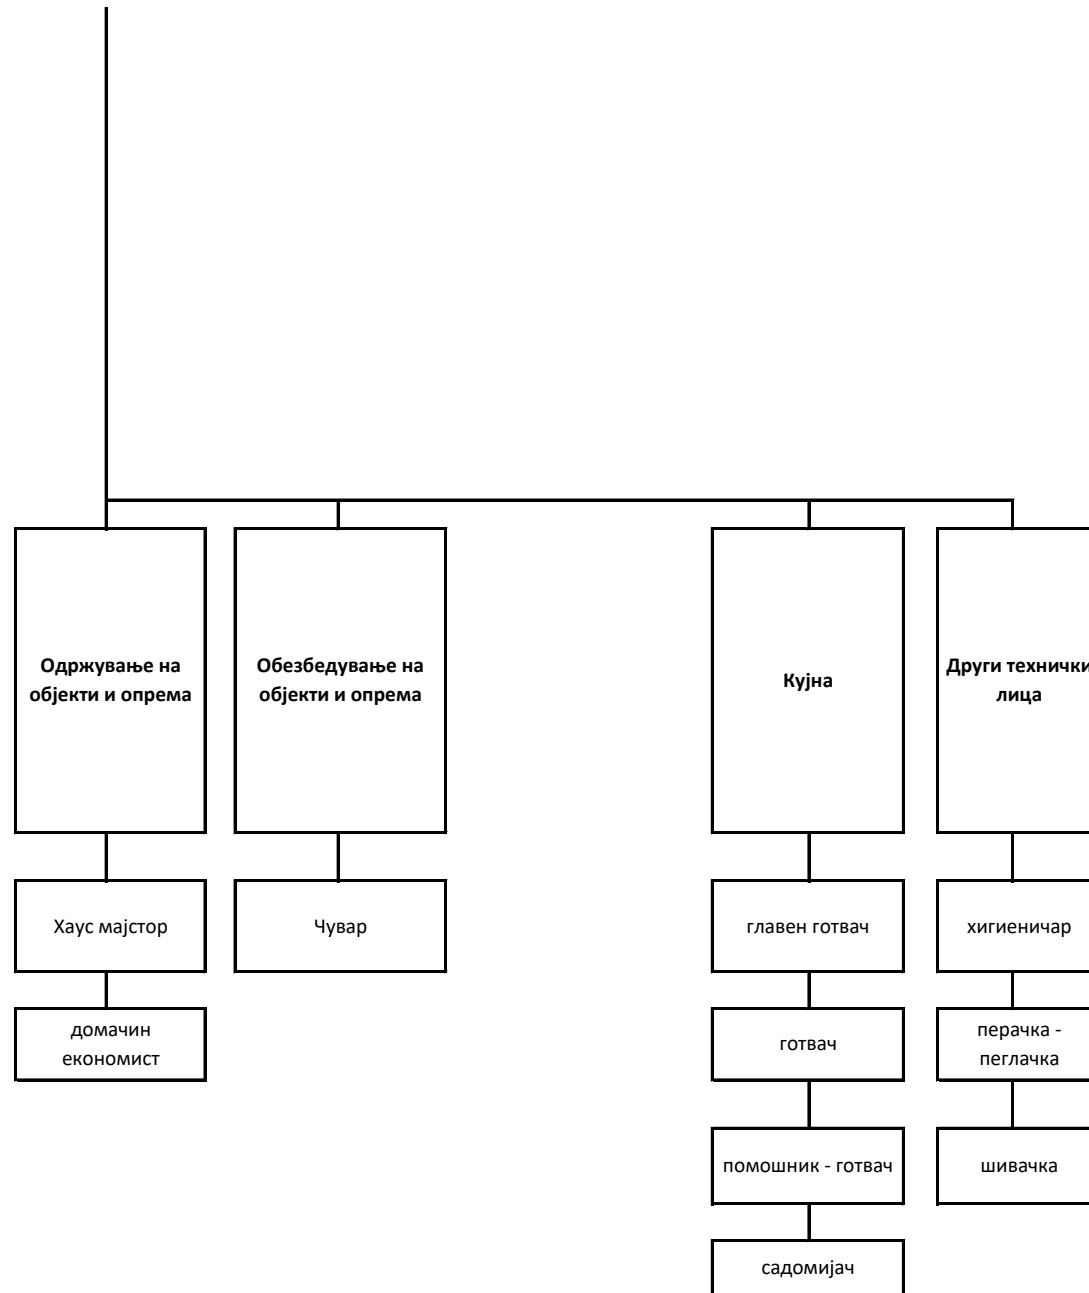 Одржување на
објекти и опрема
Обезбедување на
објекти и опрема
Кујна
Други технички
лица
Хаус мајстор
Чувар
главен готвач
хигиеничар
домачин
економист
готвач
перачка -
пеглачка
помошник - готвач
шивачка
садомијач